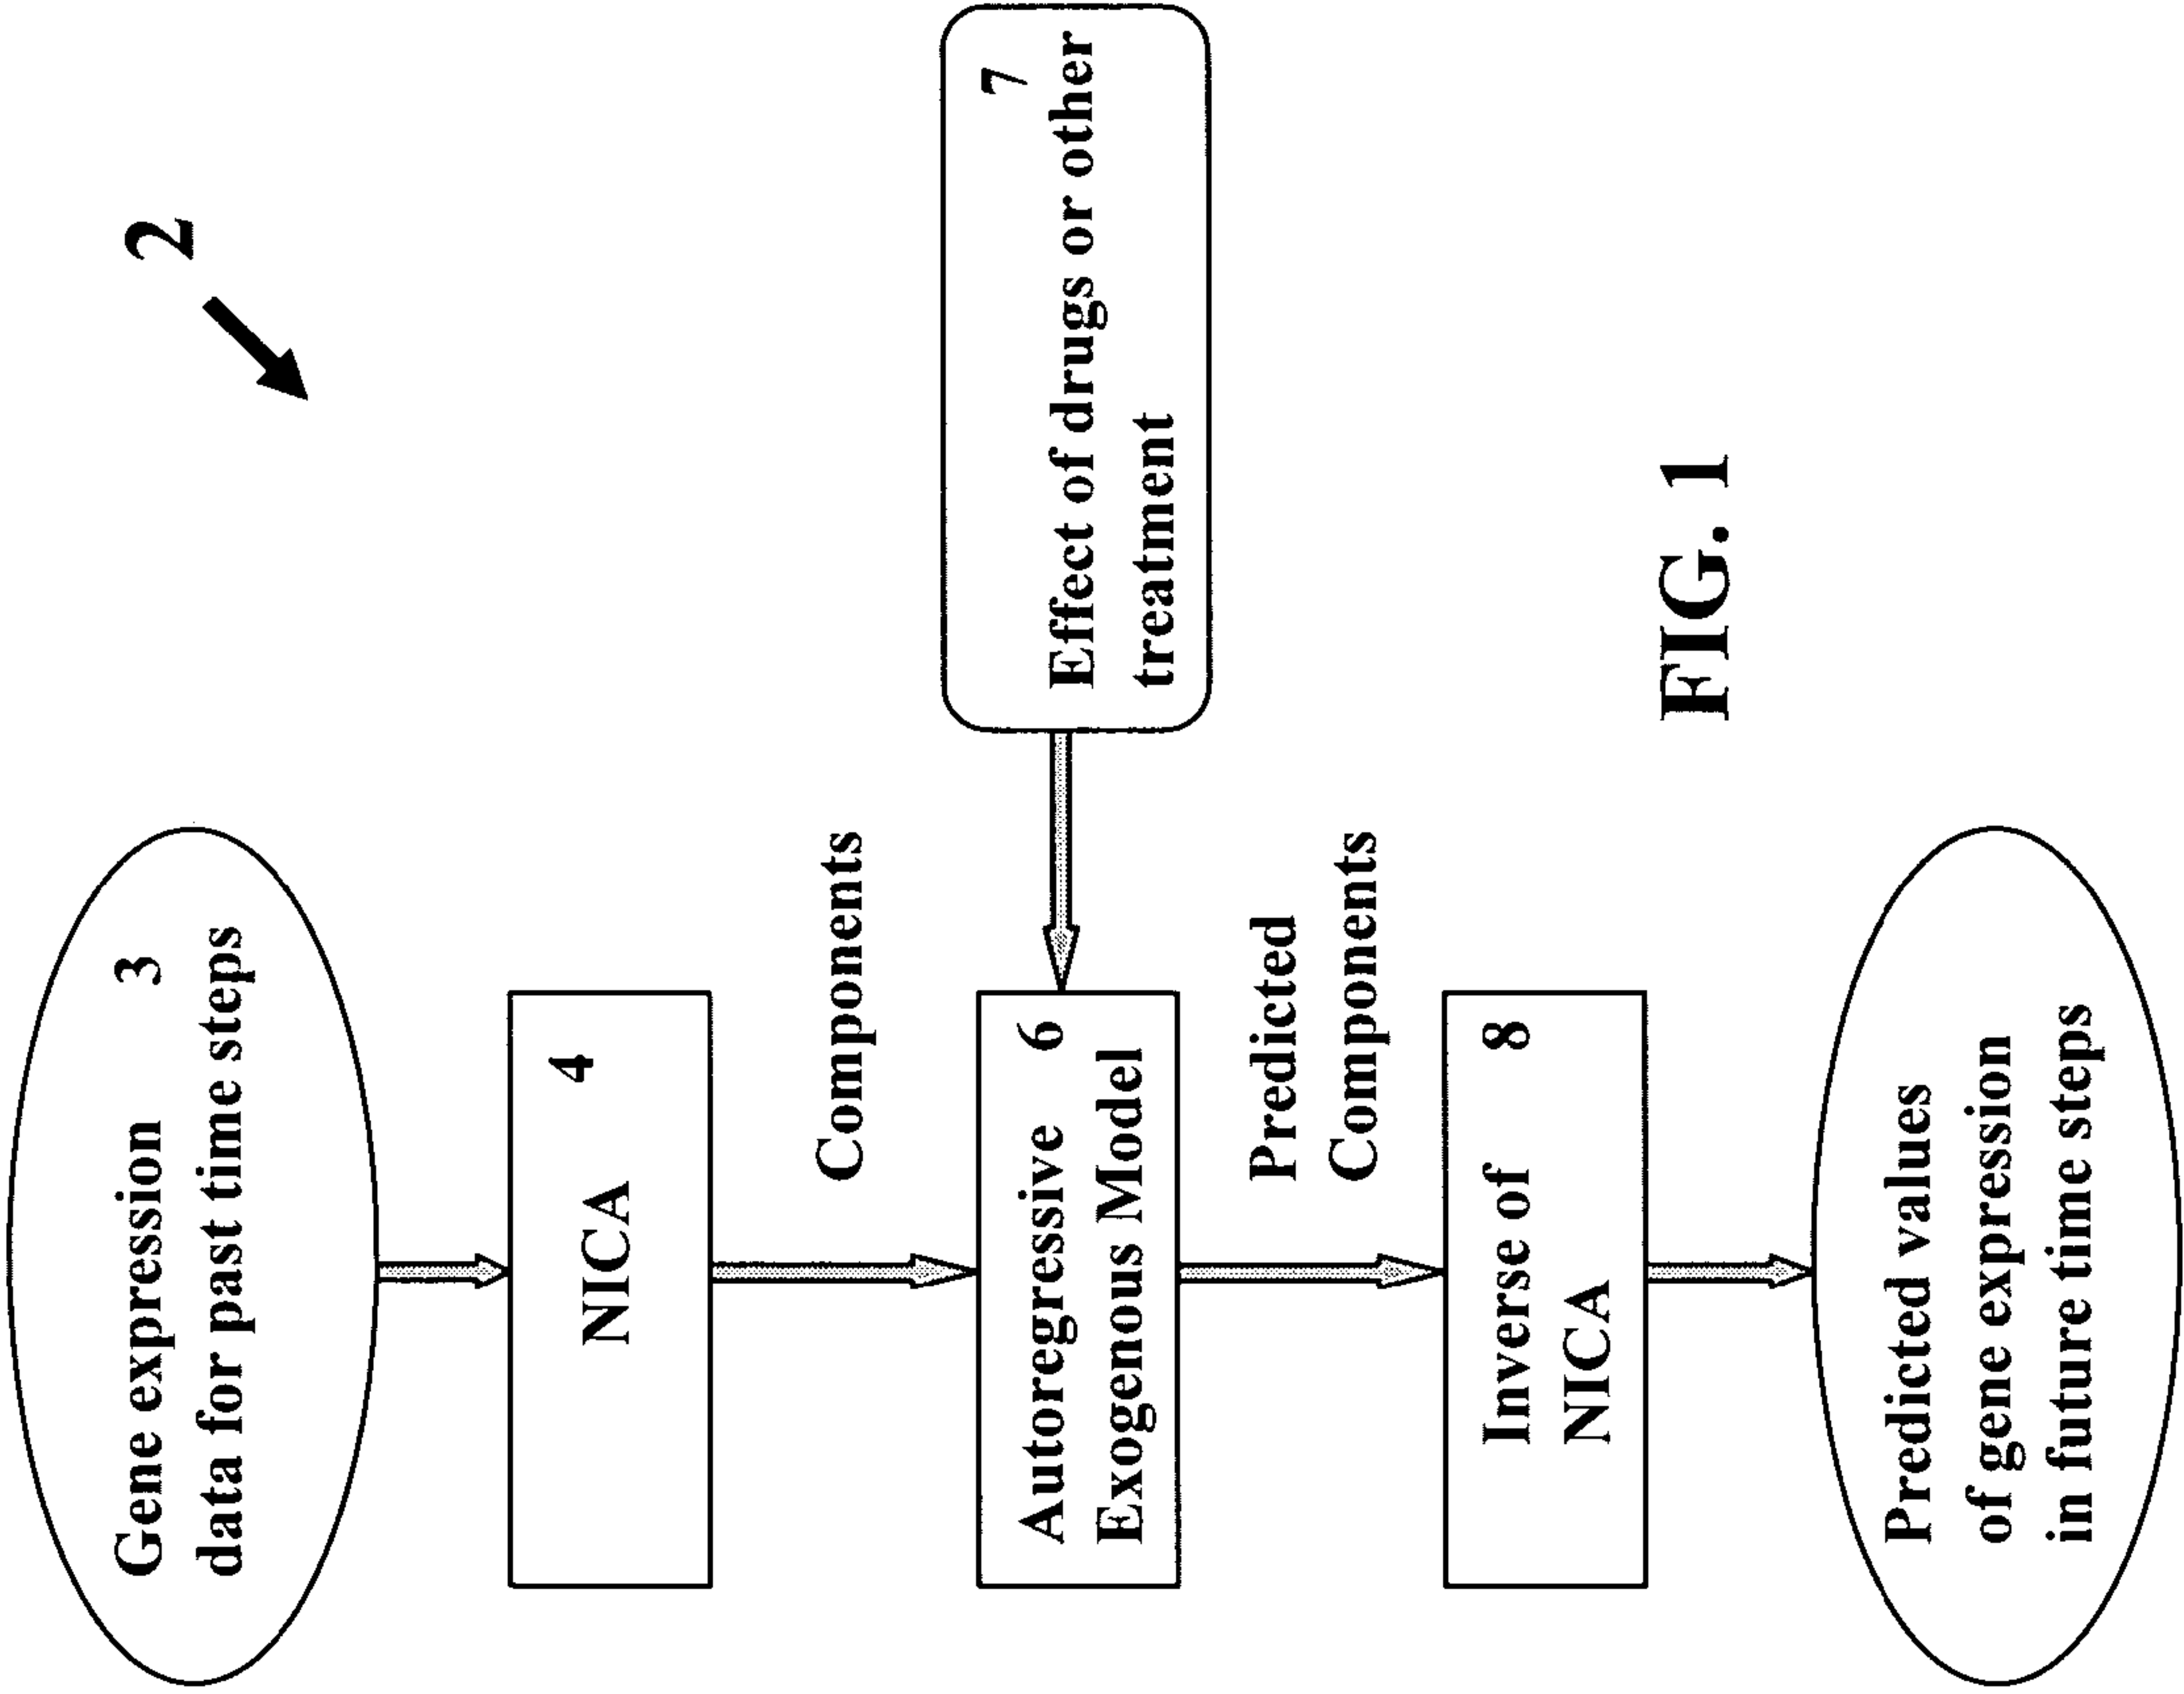 2
Gene expression 3
data for past time steps
4
NICA
Components
7
Effect of drugs or other
treatment
Autoregressive 6
Exogenous Model
Predicted
Components
Inverse of 8
NICA
Predicted values
of gene expression
in future time steps
FIG. 1